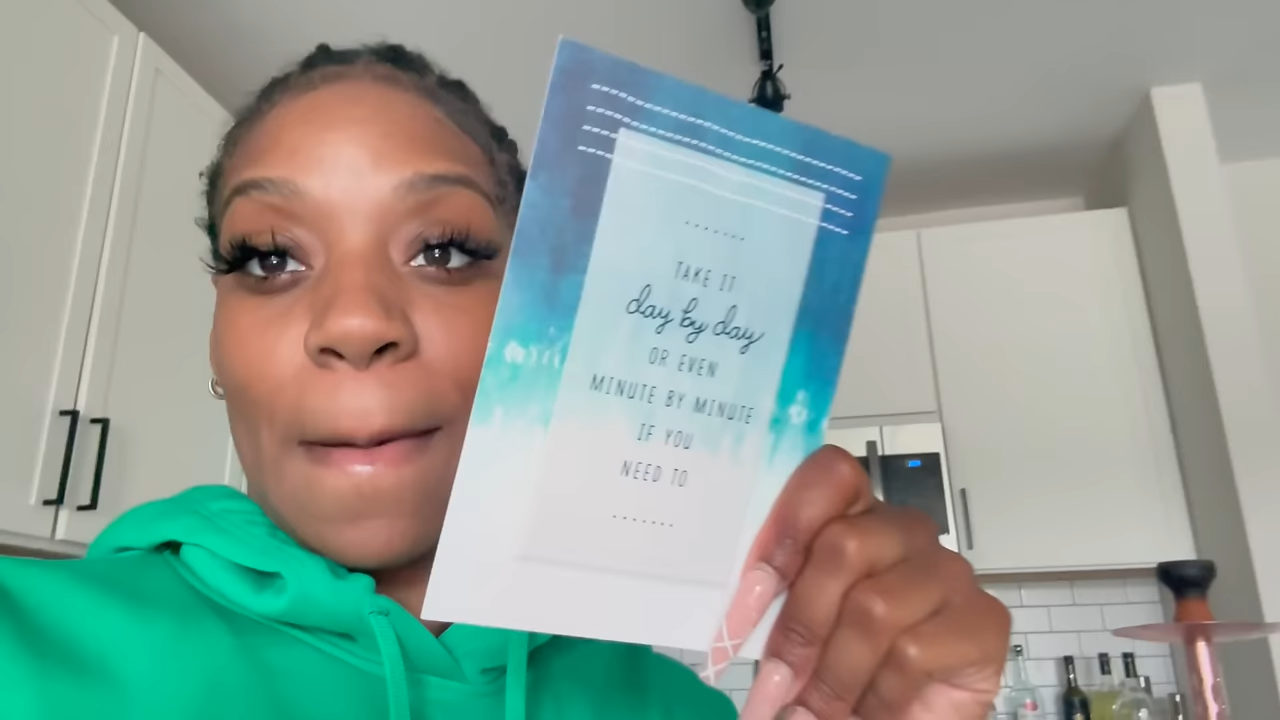 TAKE IT
day by day
OR EVEN
MINUTE BY MINUTE
IF YOU
NEED TO